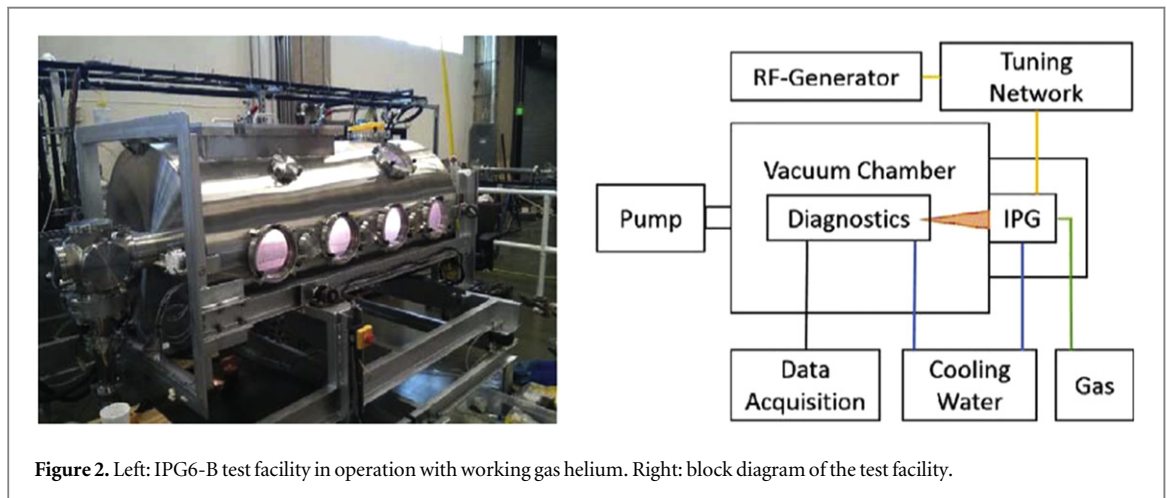 RF-Generator
Tuning
Network
Vacuum Chamber
Pump
Diagnostics
IPG
Data
Acquisition
Cooling
Water
Gas
Figure 2. Left: IPG6-B test facility in operation with working gas helium. Right: block diagram of the test facility.